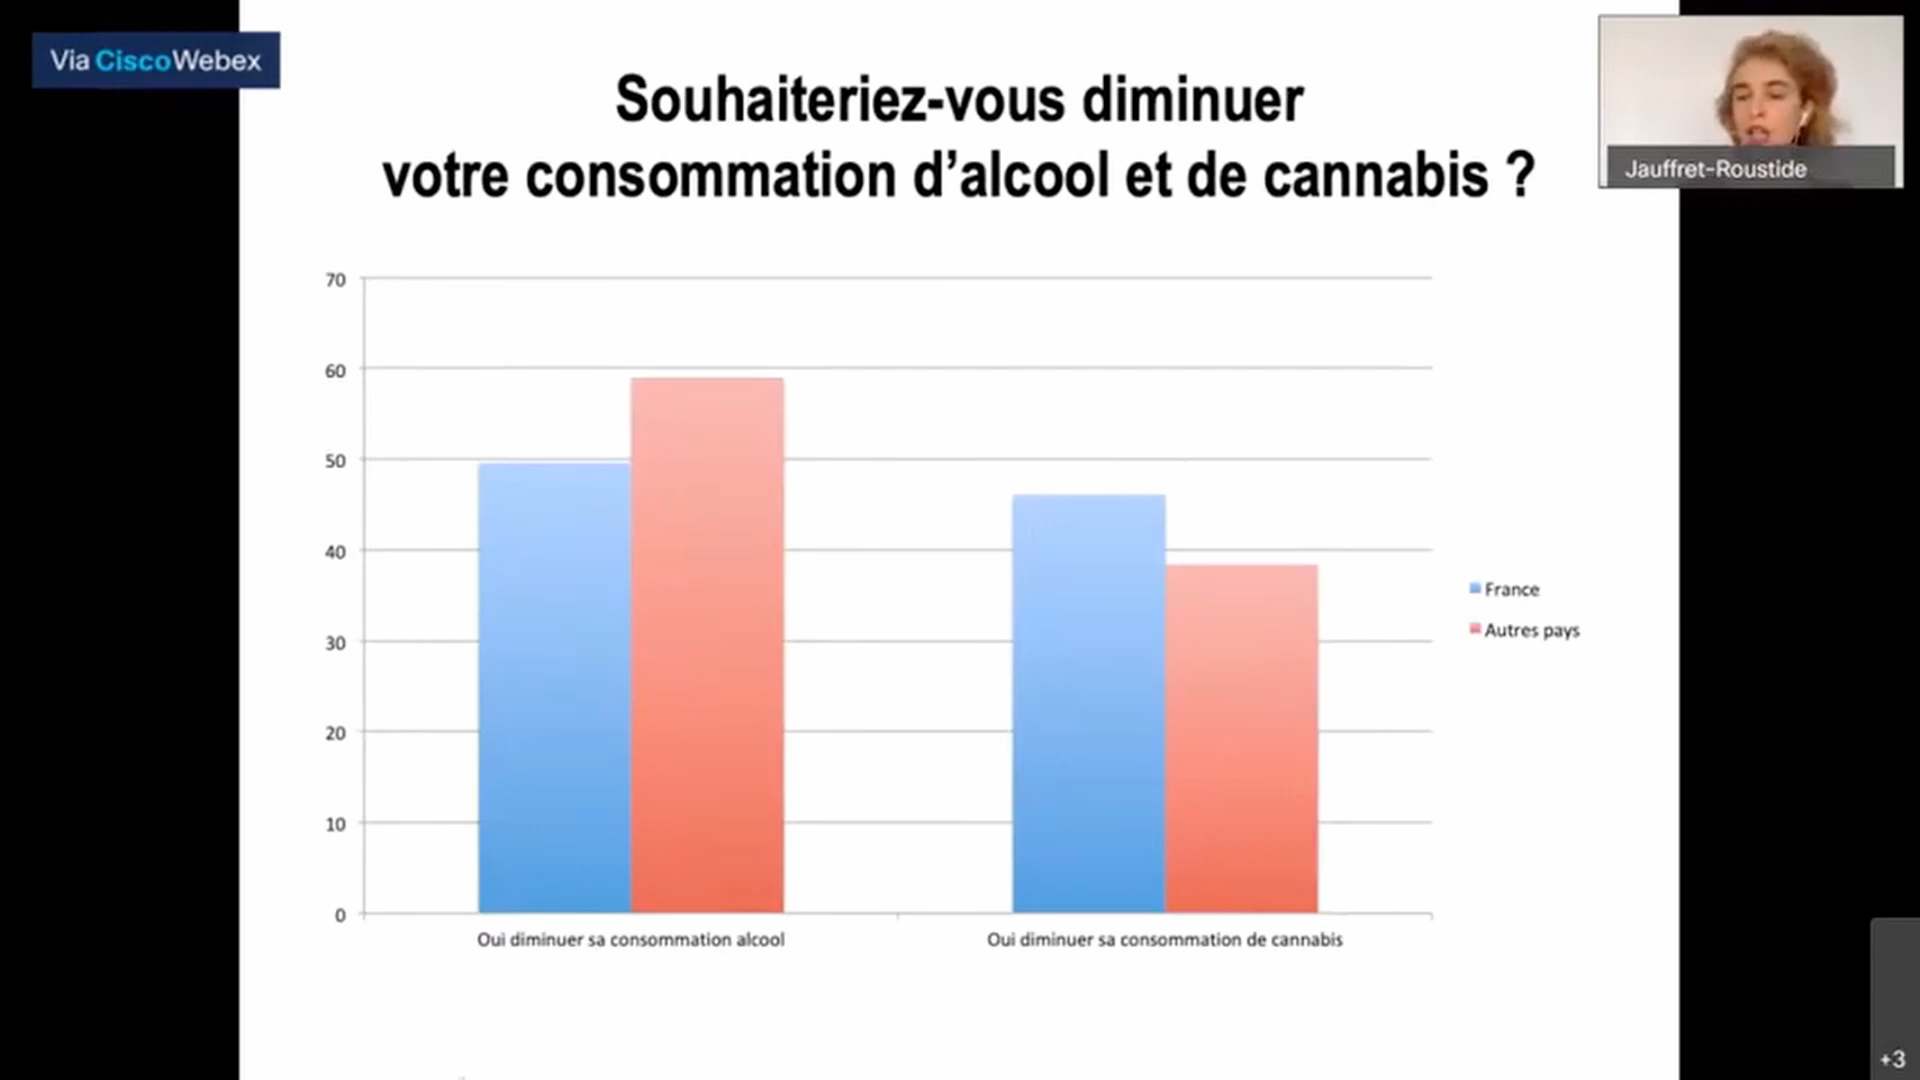 Via CiscoWebex
Souhaiteriez-vous diminuer
votre consommation d’alcool et de cannabis ?
Jauffret-Roustide
70
60
50
40
30
20
10
0
Oui diminuer sa consommation alcool
Oui diminuer sa consommation de cannabis
France
Autres pays
+3